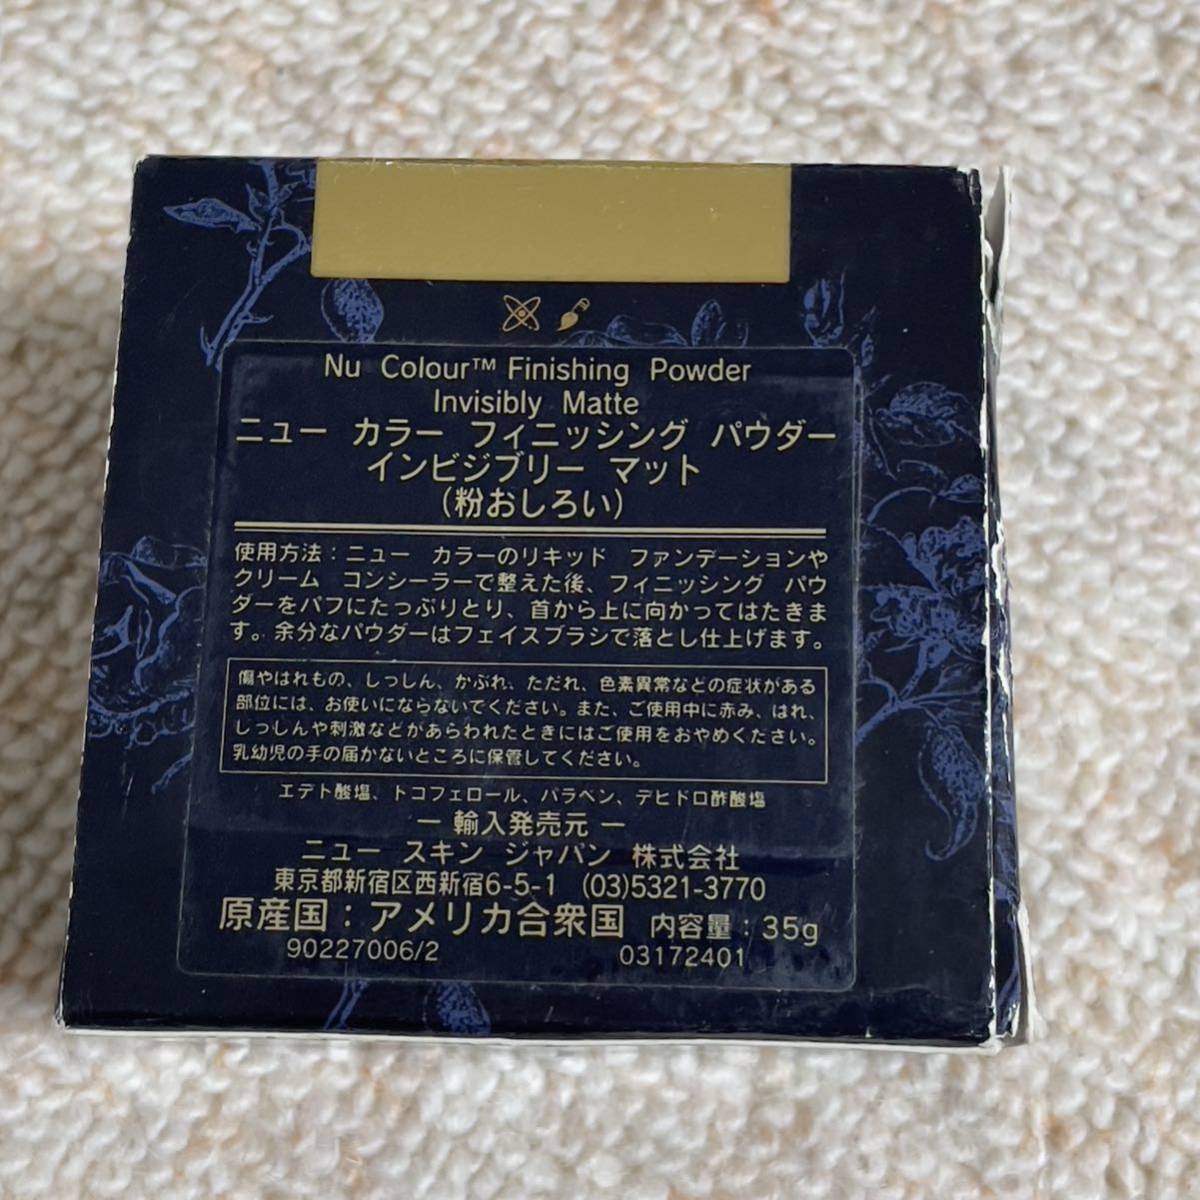 Nu Colour™ Finishing Powder
Invisibly Matte
ニュー カラー フィニッシング パウダー
インビジブリー マット
（粉おしろい）
使用方法：ニュー カラーのリキッド ファンデーションや
クリーム コンシーラーで整えた後、フィニッシング パウ
ダーをパフにたっぷりとり、首から上に向かってはたきま
す。余分なパウダーはフェイスブラシで落とし仕上げます。
傷やはれもの、しっしん、かぶれ、ただれ、色素異常などの症状がある
部位には、お使いにならないでください。また、ご使用中に赤み、はれ、
しっしんや刺激などがあらわれたときにはご使用をおやめください。
乳幼児の手の届かないところに保管してください。
エデト酸塩、トコフェロール、パラベン、デヒドロ酢酸塩
― 輸入発売元 ―
ニュー スキン ジャパン 株式会社
東京都新宿区西新宿6-5-1 (03)5321-3770
原産国：アメリカ合衆国 内容量：35g
90227006/2 03172401